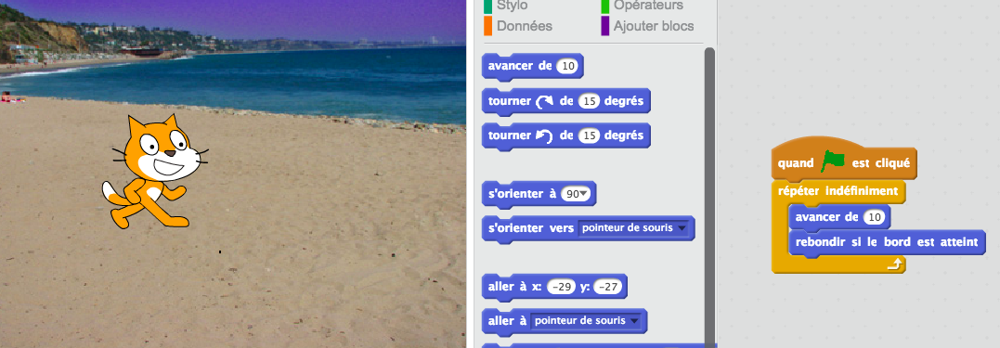 Stylo
Opérateurs
Données
Ajouter blocs
avancer de 10
tourner de 15 degrés
tourner de 15 degrés
s'orienter à 90
s'orienter vers pointeur de souris
aller à x: -29 y: -27
aller à pointeur de souris
quand est cliqué
répéter indéfiniment
avancer de 10
rebondir si le bord est atteint